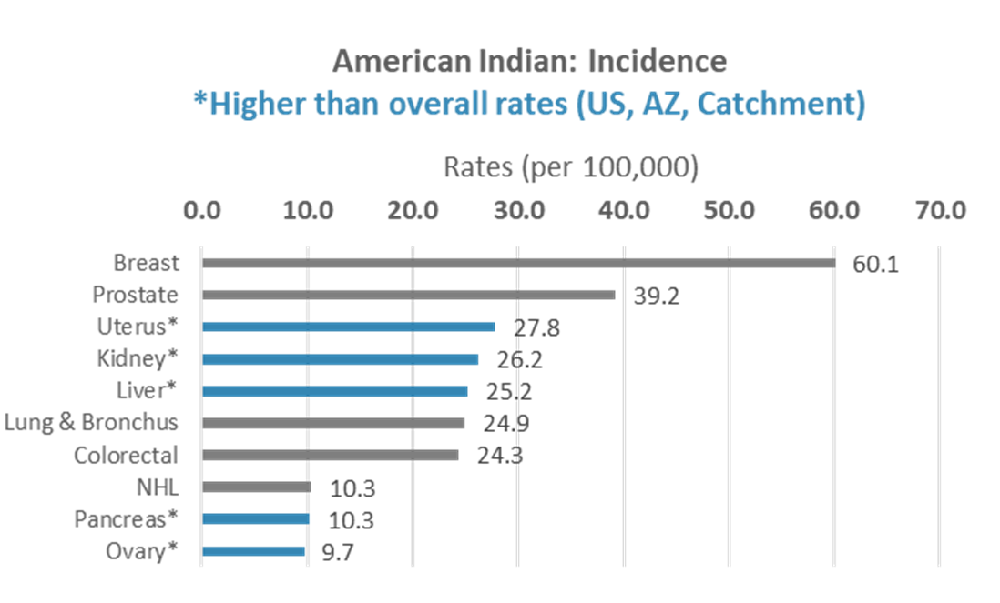 American Indian: Incidence
*Higher than overall rates (US, AZ, Catchment)
Rates (per 100,000)
0.0 10.0 20.0 30.0 40.0 50.0 60.0 70.0
Breast 60.1
Prostate 39.2
Uterus* 27.8
Kidney* 26.2
Liver* 25.2
Lung & Bronchus 24.9
Colorectal 24.3
NHL 10.3
Pancreas* 10.3
Ovary* 9.7